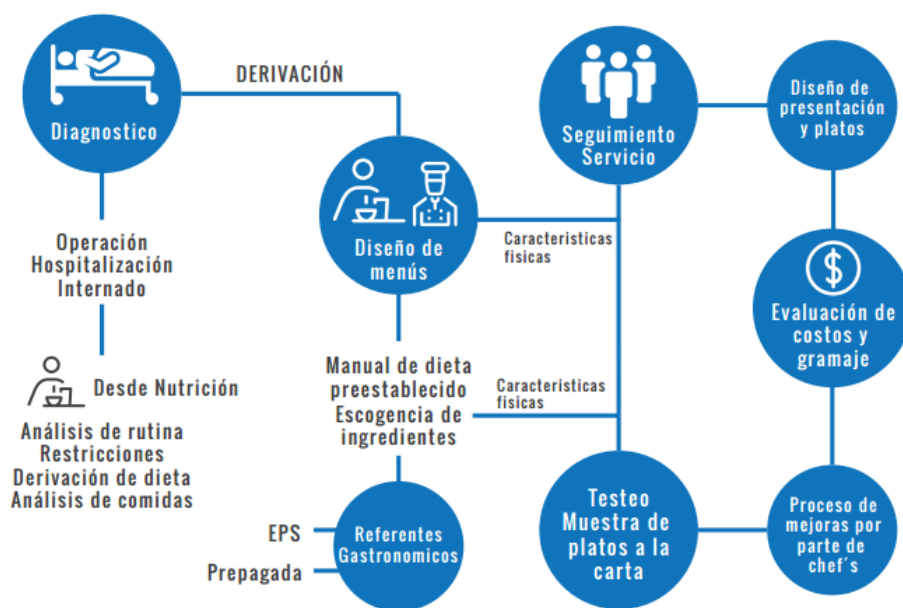 Diagnostico
DERIVACIÓN
Operación
Hospitalización
Internado
Desde Nutrición
Análisis de rutina
Restricciones
Derivación de dieta
Análisis de comidas
Diseño de
menús
Manual de dieta
preestablecido
Escogencia de
ingredientes
EPS
Prepagada
Referentes
Gastronomicos
Caracteristicas
fisicas
Caracteristicas
fisicas
Seguimiento
Servicio
Diseño de
presentación
y platos
$
Evaluación de
costos y
gramaje
Proceso de
mejoras por
parte de
chef´s
Testeo
Muestra de
platos a la
carta